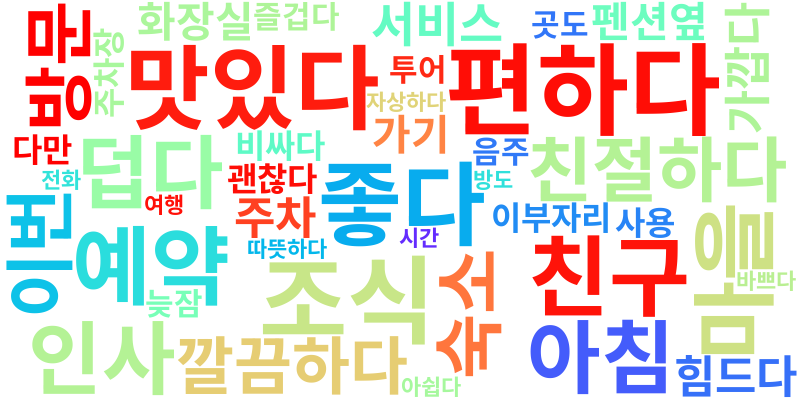 방문
주차장
화장실
즐겁다
서비스
곳도
펜션옆
가깝다
맛있다
투어
편하다
자상하다
가기
다만
전화
덥다
비싸다
괜찮다
음주
방도
친절하다
여행
주차
좋다
이부자리
사용
이번
예약
따뜻하다
시간
마을
바쁘다
늦잠
조식
숙소
친구
인사
깔끔하다
아쉽다
아침
힘드다